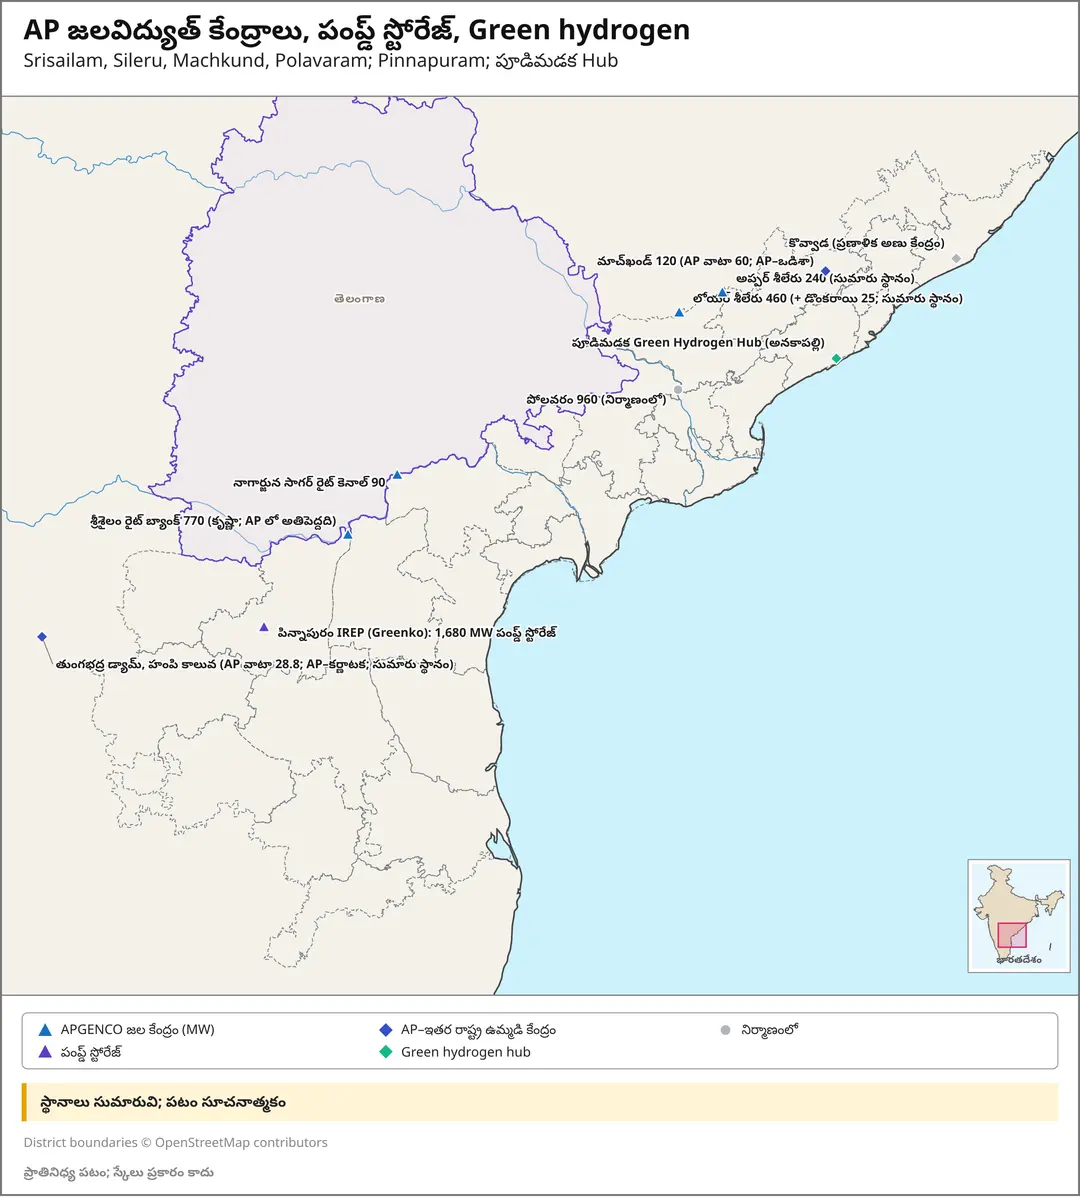 AP జలవిద్యుత్ కేంద్రాలు, పంప్డ్ స్టోరేజ్, Green hydrogen
Srisailam, Sileru, Machkund, Polavaram; Pinnapuram; పూడిమడక Hub
కొవ్వాడ (ప్రణాళిక అణు కేంద్రం)
మాచ్‌ఖండ్ 120 (AP వాటా 60; AP–ఒడిశా)
అప్పర్ శీలేరు 240 (సుమారు స్థానం)
లోయర్ శీలేరు 460 (+ డొంకరాయి 25; సుమారు స్థానం)
తెలంగాణ
పూడిమడక Green Hydrogen Hub (అనకాపల్లి)
పోలవరం 960 (నిర్మాణంలో)
నాగార్జున సాగర్ రైట్ కెనాల్ 90
శ్రీశైలం రైట్ బ్యాంక్ 770 (కృష్ణా; AP లో అతిపెద్దది)
పిన్నాపురం IREP (Greenko): 1,680 MW పంప్డ్ స్టోరేజ్
తుంగభద్ర డ్యామ్, హంపి కాలువ (AP వాటా 28.8; AP–కర్ణాటక; సుమారు స్థానం)
భారతదేశం
APGENCO జల కేంద్రం (MW)
AP–ఇతర రాష్ట్ర ఉమ్మడి కేంద్రం
నిర్మాణంలో
పంప్డ్ స్టోరేజ్
Green hydrogen hub
స్థానాలు సుమారువి; పటం సూచనాత్మకం
District boundaries © OpenStreetMap contributors
ప్రాతినిధ్య పటం; స్కేలు ప్రకారం కాదు